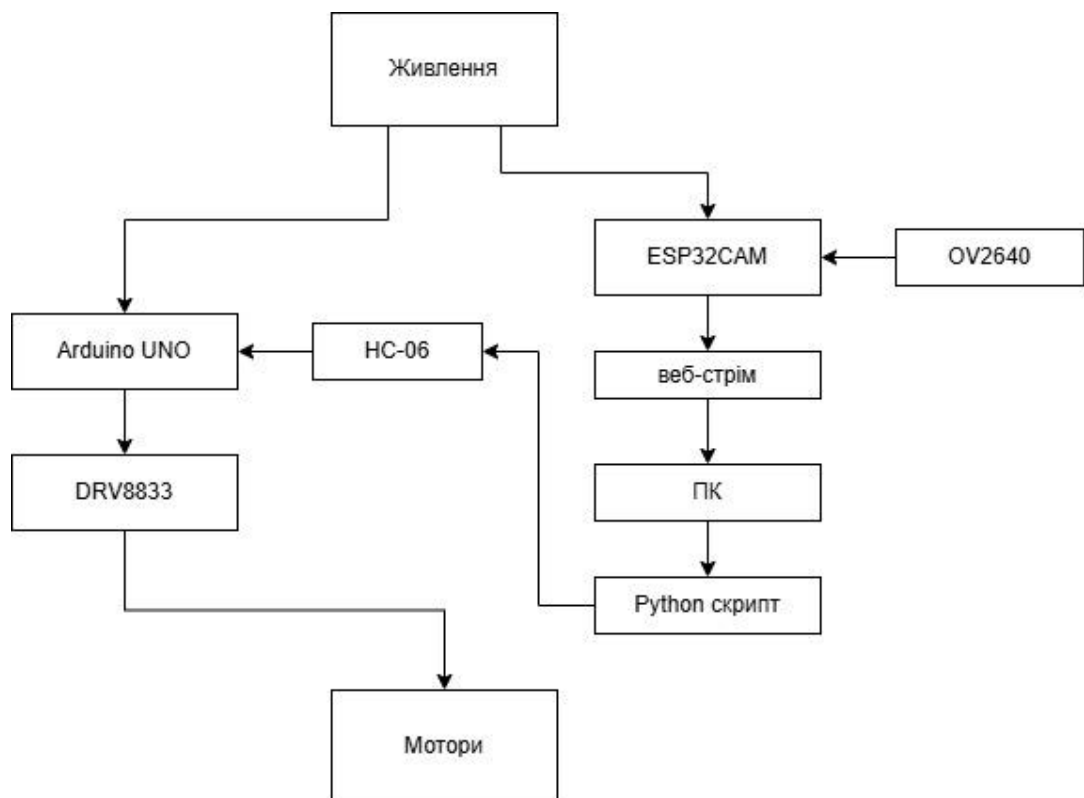 Живлення
ESP32CAM
OV2640
Arduino UNO
HC-06
веб-стрім
DRV8833
ПК
Python скрипт
Мотори